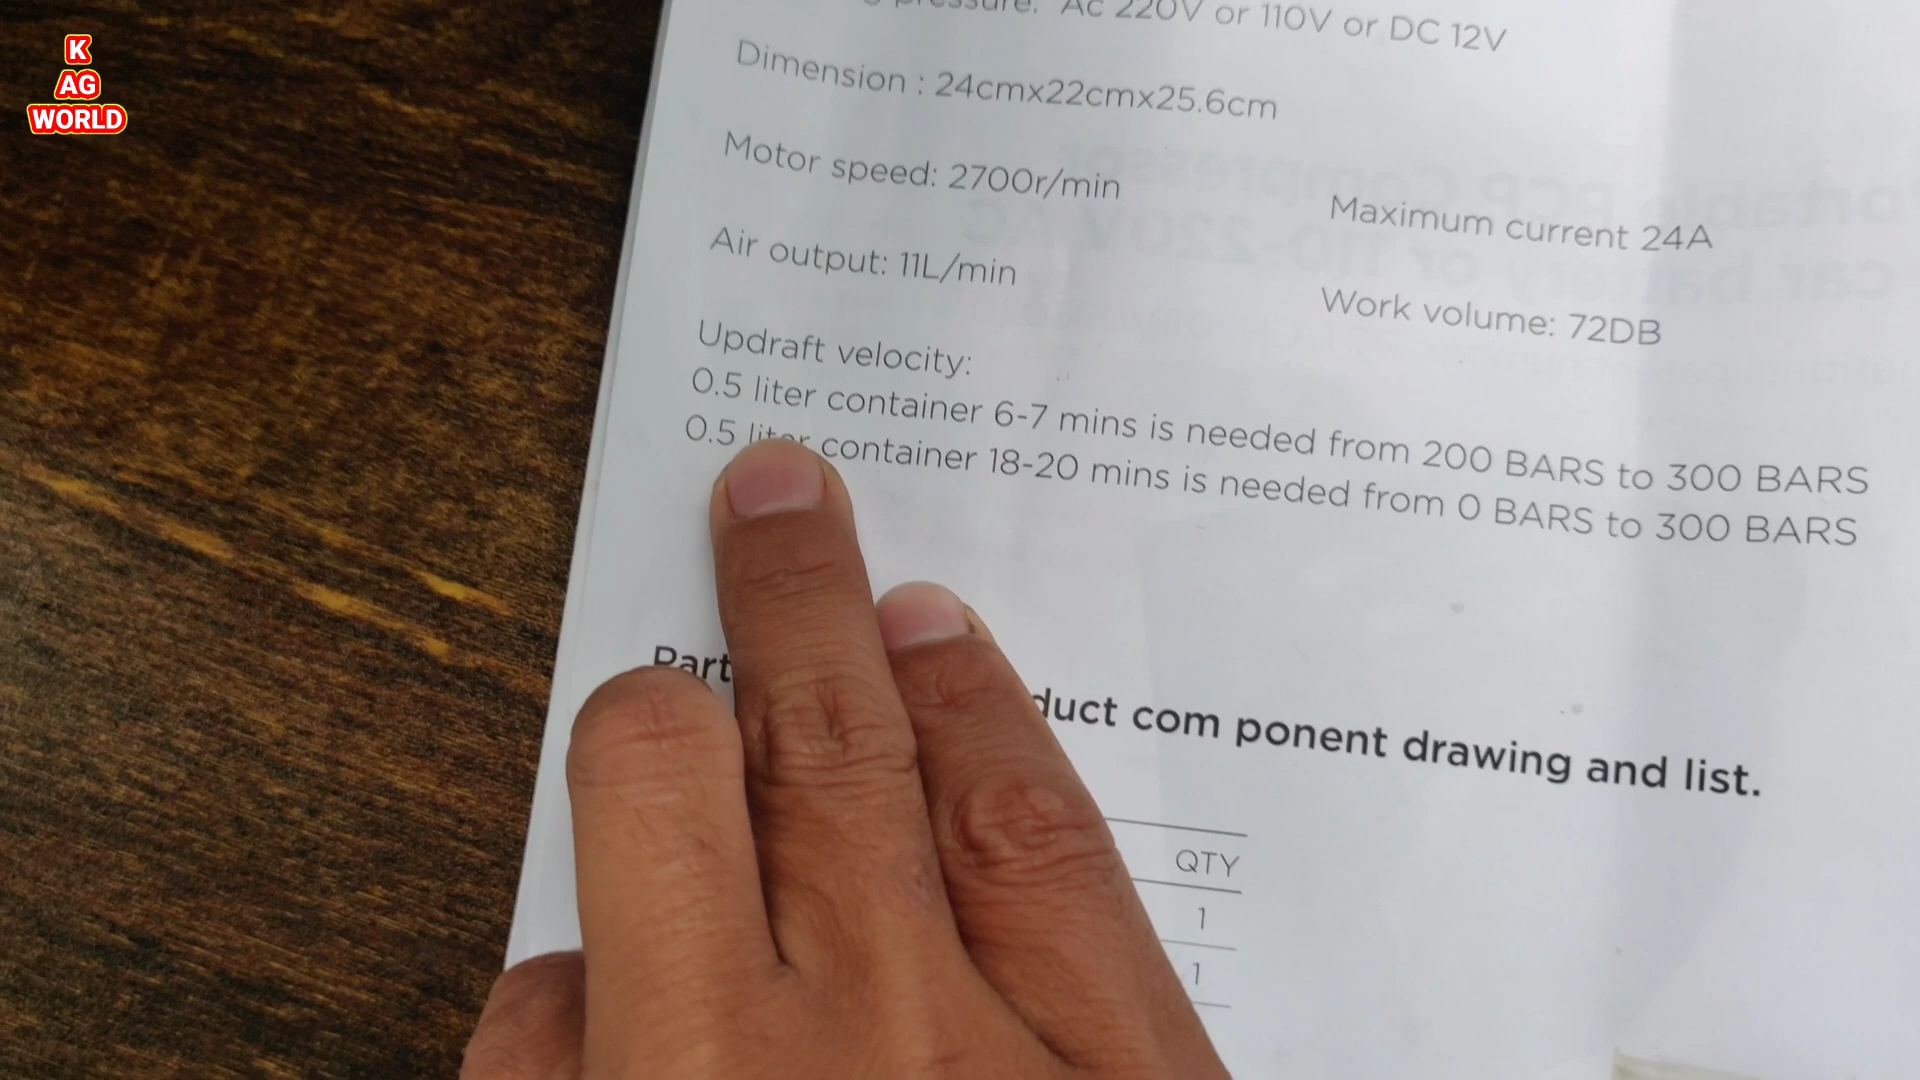 K
AG
WORLD
pressure: Ac 220V or 110V or DC 12V
Dimension : 24cmx22cmx25.6cm
Motor speed: 2700r/min
Maximum current 24A
Air output: 11L/min
Work volume: 72DB
Updraft velocity:
0.5 liter container 6-7 mins is needed from 200 BARS to 300 BARS
0.5 liter container 18-20 mins is needed from 0 BARS to 300 BARS
Part
duct com ponent drawing and list.
QTY
1
1